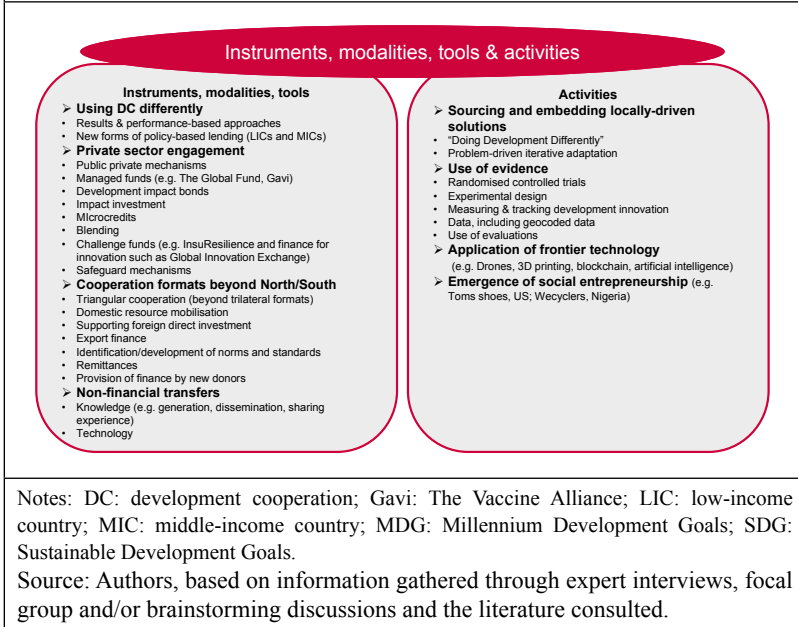 Instruments, modalities, tools & activities
Instruments, modalities, tools
➢ Using DC differently
• Results & performance-based approaches
• New forms of policy-based lending (LICs and MICs)
➢ Private sector engagement
• Public private mechanisms
• Managed funds (e.g. The Global Fund, Gavi)
• Development impact bonds
• Impact investment
• MIcrocredits
• Blending
• Challenge funds (e.g. InsuResilience and finance for
innovation such as Global Innovation Exchange)
• Safeguard mechanisms
➢ Cooperation formats beyond North/South
• Triangular cooperation (beyond trilateral formats)
• Domestic resource mobilisation
• Supporting foreign direct investment
• Export finance
• Identification/development of norms and standards
• Remittances
• Provision of finance by new donors
➢ Non-financial transfers
• Knowledge (e.g. generation, dissemination, sharing
experience)
• Technology
Activities
➢ Sourcing and embedding locally-driven
solutions
• “Doing Development Differently”
• Problem-driven iterative adaptation
➢ Use of evidence
• Randomised controlled trials
• Experimental design
• Measuring & tracking development innovation
• Data, including geocoded data
• Use of evaluations
➢ Application of frontier technology
(e.g. Drones, 3D printing, blockchain, artificial intelligence)
➢ Emergence of social entrepreneurship (e.g.
Toms shoes, US; Wecyclers, Nigeria)
Notes: DC: development cooperation; Gavi: The Vaccine Alliance; LIC: low-income
country; MIC: middle-income country; MDG: Millennium Development Goals; SDG:
Sustainable Development Goals.
Source: Authors, based on information gathered through expert interviews, focal
group and/or brainstorming discussions and the literature consulted.